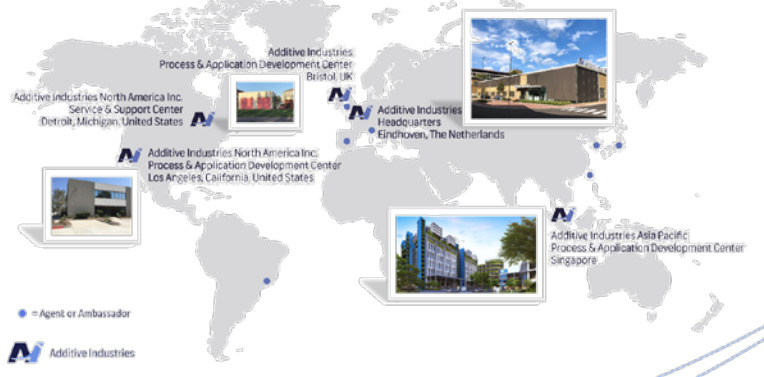 Additive Industries
Process & Application Development Center
Bristol, UK
Additive Industries North America Inc.
Service & Support Center
Detroit, Michigan, United States
Additive Industries
Headquarters
Eindhoven, The Netherlands
Additive Industries North America Inc.
Process & Application Development Center
Los Angeles, California, United States
Additive Industries Asia Pacific
Process & Application Development Center
Singapore
= Agent or Ambassador
Additive Industries